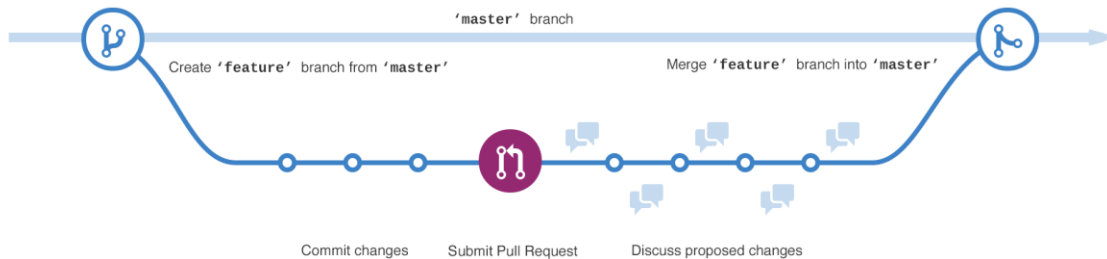 ‘master’ branch
Create ‘feature’ branch from ‘master’
Merge ‘feature’ branch into ‘master’
Commit changes
Submit Pull Request
Discuss proposed changes